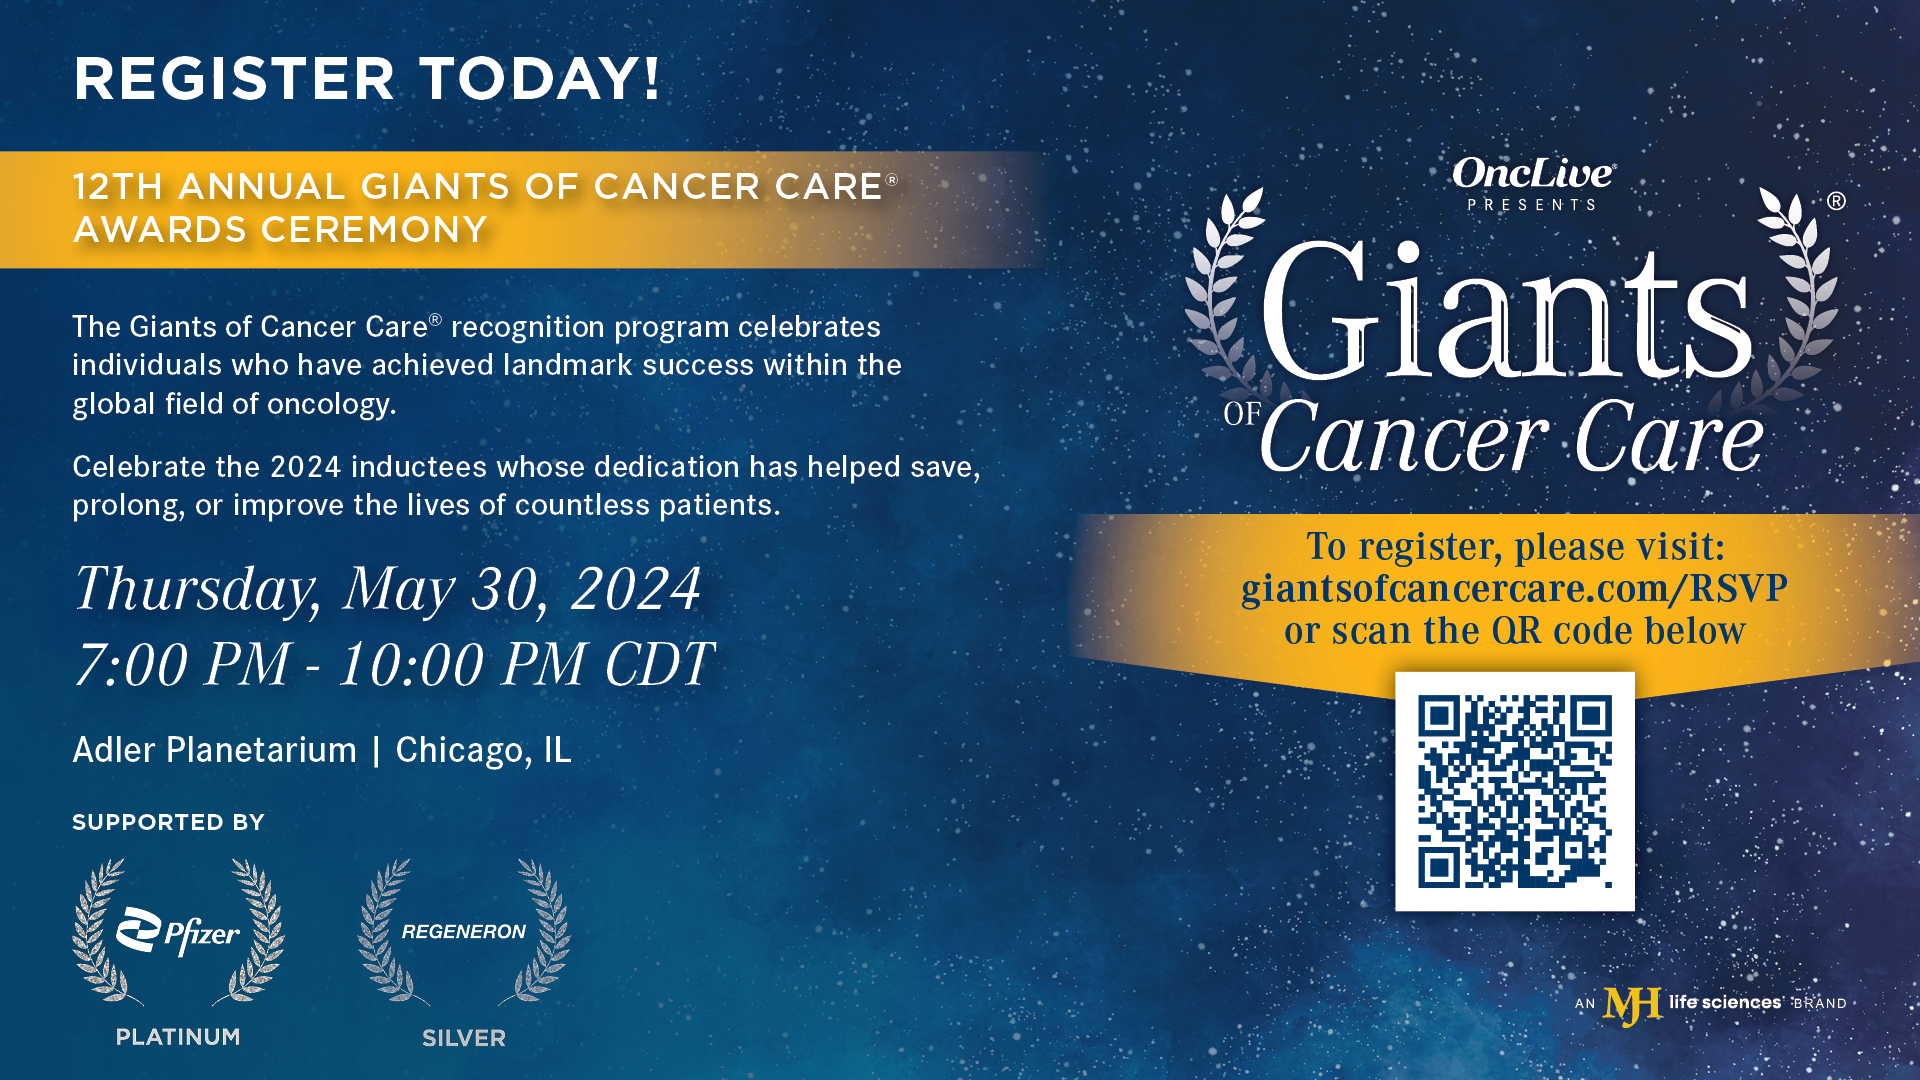 REGISTER TODAY!
12TH ANNUAL GIANTS OF CANCER CARE®
AWARDS CEREMONY
The Giants of Cancer Care® recognition program celebrates
individuals who have achieved landmark success within the
global field of oncology.
Celebrate the 2024 inductees whose dedication has helped save,
prolong, or improve the lives of countless patients.
Thursday, May 30, 2024
7:00 PM - 10:00 PM CDT
Adler Planetarium | Chicago, IL
SUPPORTED BY
Pfizer
PLATINUM
REGENERON
SILVER
OncLive®
PRESENTS
Giants®
OF Cancer Care
To register, please visit:
giantsofcancercare.com/RSVP
or scan the QR code below
AN MJH life sciences® BRAND